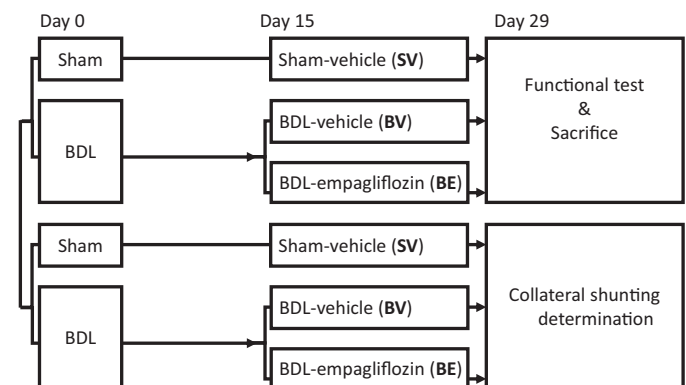 Day 0
Day 15
Day 29
Sham
Sham-vehicle (SV)
BDL
BDL-vehicle (BV)
BDL-empagliflozin (BE)
Functional test
&
Sacrifice
Sham
Sham-vehicle (SV)
BDL
BDL-vehicle (BV)
BDL-empagliflozin (BE)
Collateral shunting
determination